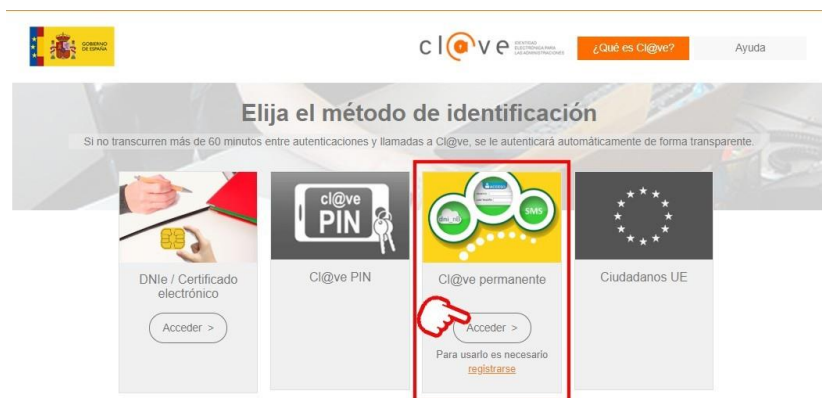 GOBIERNO
DE ESPAÑA
cl@ve
IDENTIDAD
ELECTRÓNICA PARA
LAS ADMINISTRACIONES
¿Qué es Cl@ve?
Ayuda
Elija el método de identificación
Si no transcurren más de 60 minutos entre autenticaciones y llamadas a Cl@ve, se le autenticará automáticamente de forma transparente.
cl@ve
PIN
SMS
DNIe / Certificado
electrónico
Acceder >
Cl@ve PIN
Cl@ve permanente
Acceder >
Para usarlo es necesario
registrarse
Ciudadanos UE